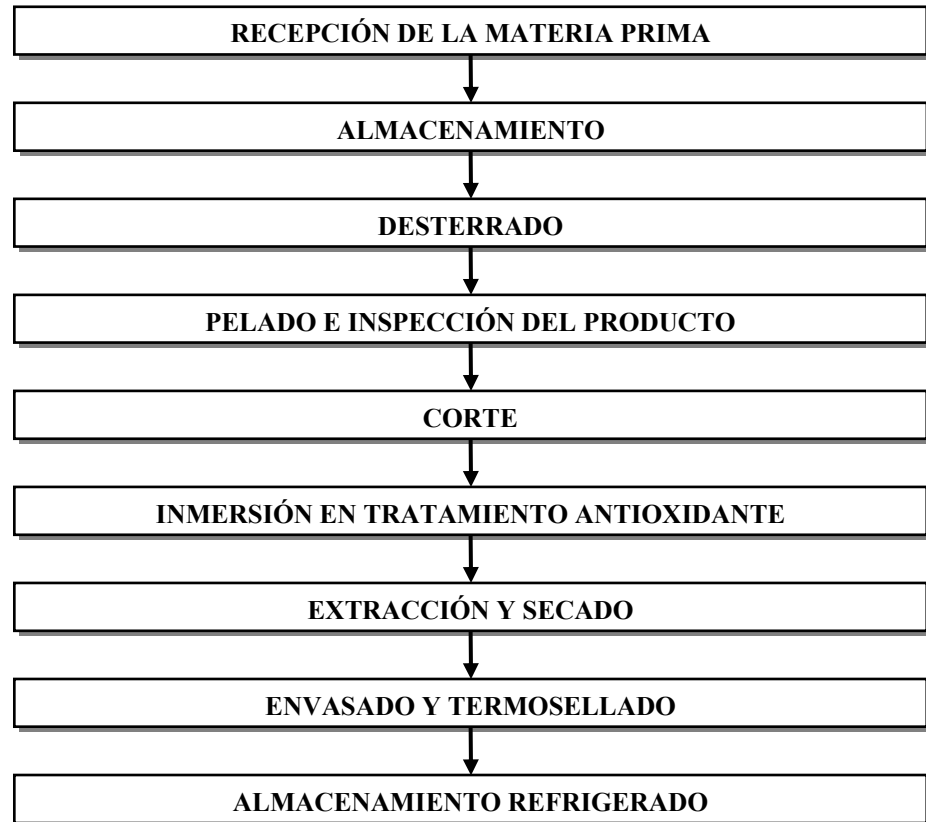 RECEPCIÓN DE LA MATERIA PRIMA
ALMACENAMIENTO
DESTERRADO
PELADO E INSPECCIÓN DEL PRODUCTO
CORTE
INMERSIÓN EN TRATAMIENTO ANTIOXIDANTE
EXTRACCIÓN Y SECADO
ENVASADO Y TERMOSELLADO
ALMACENAMIENTO REFRIGERADO